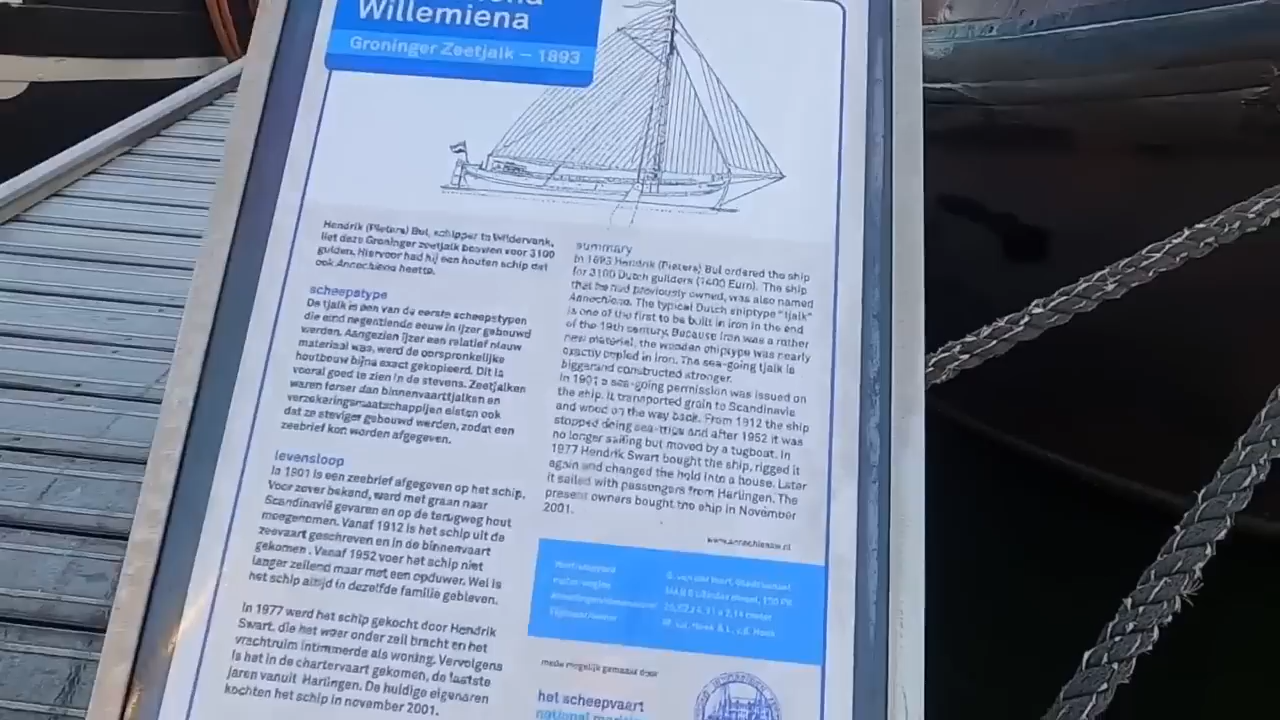 Willemiena
Groninger Zeetjalk – 1893
Hendrik (Pieters) Bul, schipper te Wildervank,
liet deze Groninger zeetjalk bouwen voor 3100
gulden. Hiervoor had hij een houten schip dat
ook Annechiena heette.
scheepstype
De tjalk is een van de eerste scheepstypen
die eind negentiende eeuw in ijzer gebouwd
werden. Aangezien ijzer een relatief nieuw
materiaal was, werd de oorspronkelijke
houtbouw bijna exact gekopieerd. Dit is
vooral goed te zien in de stevens. Zeetjalken
waren forser dan binnenvaarttjalken en
verzekeringsmaatschappijen eisten ook
dat ze steviger gebouwd werden, zodat een
zeebrief kon worden afgegeven.
levensloop
In 1901 is een zeebrief afgegeven op het schip.
Voor zover bekend, werd met graan naar
Scandinavië gevaren en op de terugweg hout
meegenomen. Vanaf 1912 is het schip uit de
zeevaart geschreven en in de binnenvaart
gekomen. Vanaf 1952 voer het schip niet
langer zeilend maar met een opduwer. Wel is
het schip altijd in dezelfde familie gebleven.
In 1977 werd het schip gekocht door Hendrik
Swart, die het weer onder zeil bracht en het
vrachtruim intimmerde als woning. Vervolgens
is het in de chartervaart gekomen, de laatste
jaren vanuit Harlingen. De huidige eigenaren
kochten het schip in november 2001.
summary
In 1893 Hendrik (Pieters) Bul ordered the ship
for 3100 Dutch guilders (1400 Euro). The ship
that he had previously owned, was also named
Annechiena. The typical Dutch shiptype "tjalk"
is one of the first to be built in iron in the end
of the 19th century. Because iron was a rather
new material, the wooden shiptype was nearly
exactly copied in iron. The sea-going tjalk is
bigger and constructed stronger.
In 1901 a sea-going permission was issued on
the ship. It transported grain to Scandinavie
and wood on the way back. From 1912 the ship
stopped doing sea-trips and after 1952 it was
no longer sailing but moved by a tugboat. In
1977 Hendrik Swart bought the ship, rigged it
again and changed the hold into a house. Later
it sailed with passengers from Harlingen. The
present owners bought the ship in November
2001.
mede mogelijk gemaakt door
het scheepvaart